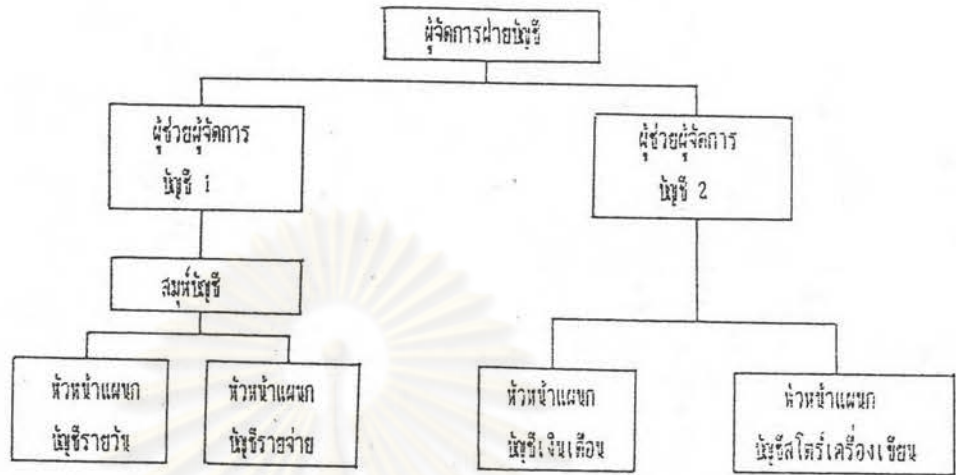 ผู้จัดการฝ่ายบัญชี
ผู้ช่วยผู้จัดการ
บัญชี 1
ผู้ช่วยผู้จัดการ
บัญชี 2
สมุห์บัญชี
หัวหน้าแผนก
บัญชีรายวัน
หัวหน้าแผนก
บัญชีรายจ่าย
หัวหน้าแผนก
บัญชีเงินเดือน
หัวหน้าแผนก
บัญชีสโตร์เครื่องเขียน